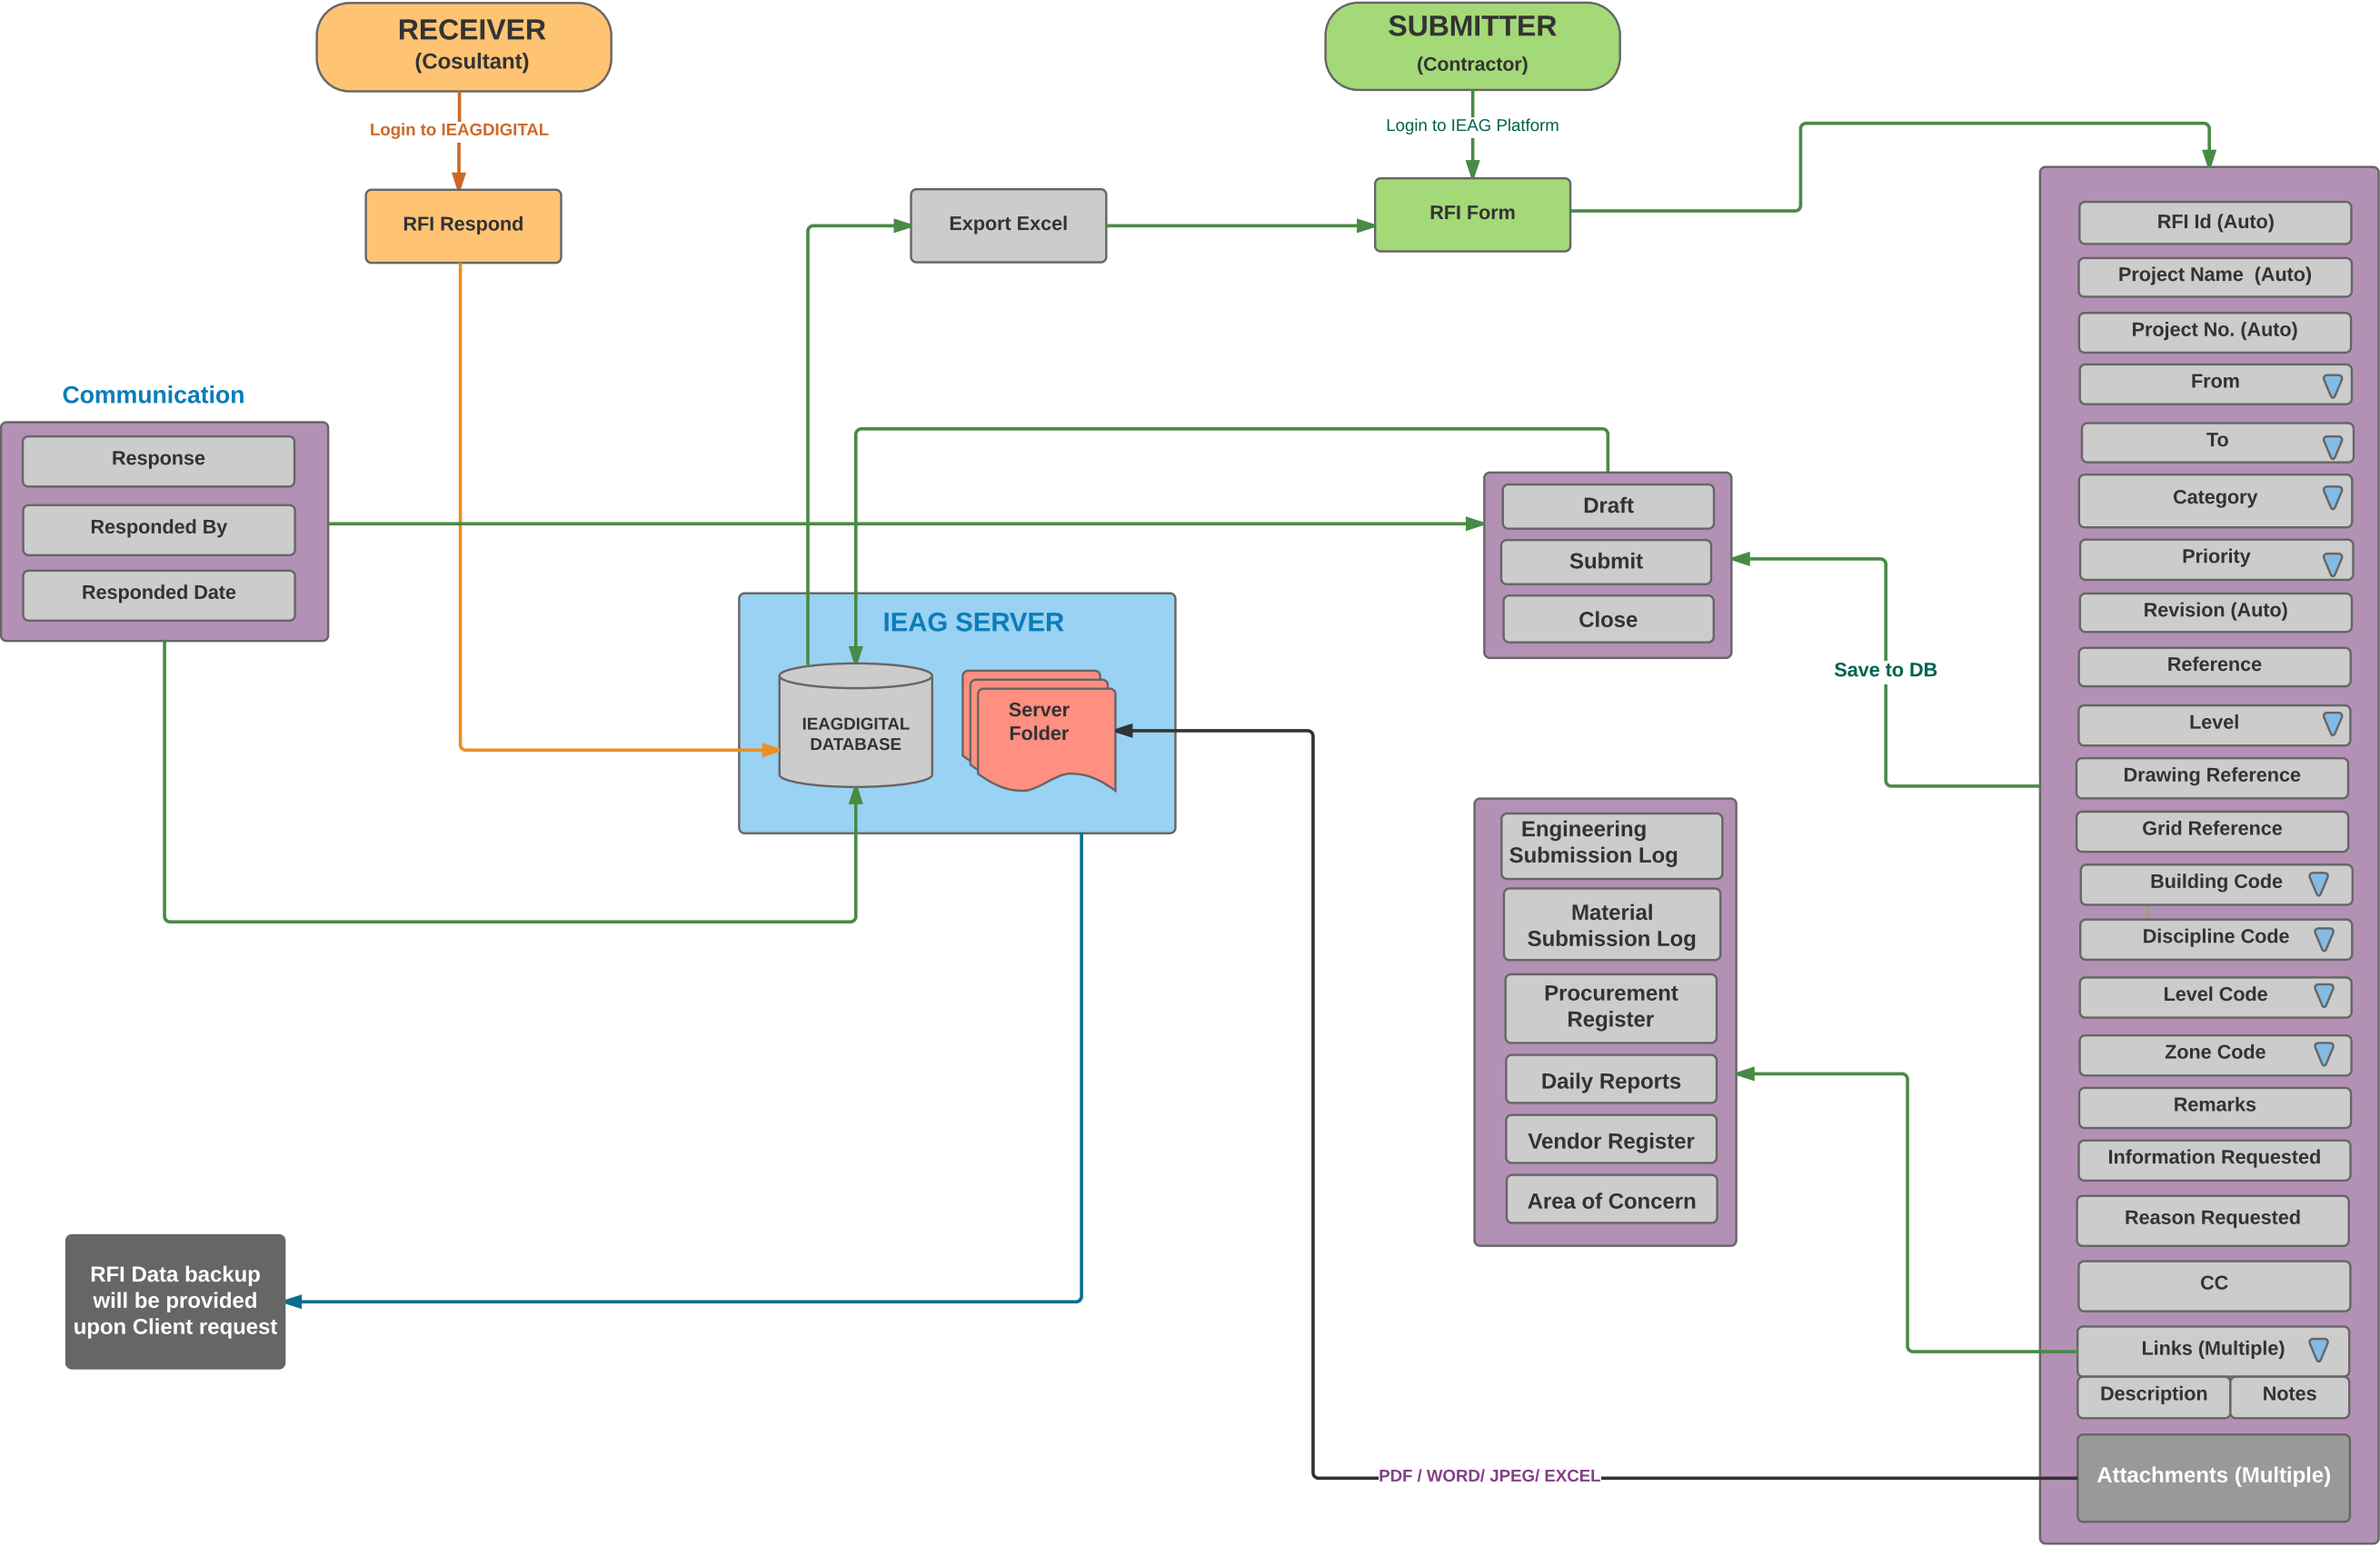 RECEIVER
(Cosultant)
Login to IEAGDIGITAL
RFI Respond
SUBMITTER
(Contractor)
Login to IEAG Platform
RFI Form
Export Excel
Communication
Response
Responded By
Responded Date
IEAG SERVER
IEAGDIGITAL
DATABASE
Server
Folder
Draft
Submit
Close
Save to DB
Engineering
Submission Log
Material
Submission Log
Procurement
Register
Daily Reports
Vendor Register
Area of Concern
RFI Id (Auto)
Project Name  (Auto)
Project No. (Auto)
From
To
Category
Priority
Revision (Auto)
Reference
Level
Drawing Reference
Grid Reference
Building Code
Discipline Code
Level Code
Zone Code
Remarks
Information Requested
Reason Requested
CC
Links (Multiple)
Description
Notes
Attachments (Multiple)
PDF / WORD/ JPEG/ EXCEL
RFI Data backup
will be provided
upon Client request